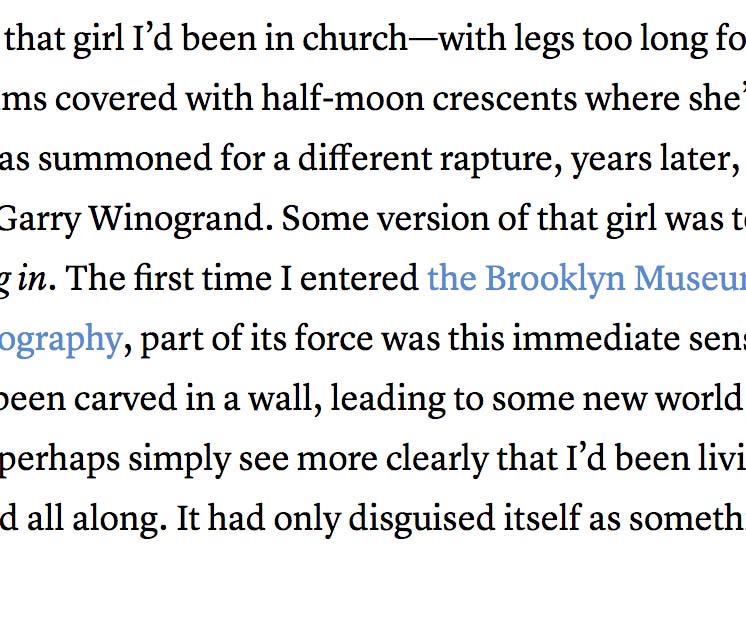 that girl I’d been in church—with legs too long fo
ms covered with half-moon crescents where she’
as summoned for a different rapture, years later,
Garry Winogrand. Some version of that girl was t
g in. The first time I entered the Brooklyn Museum
ography, part of its force was this immediate sens
been carved in a wall, leading to some new world
perhaps simply see more clearly that I’d been livi
d all along. It had only disguised itself as someth